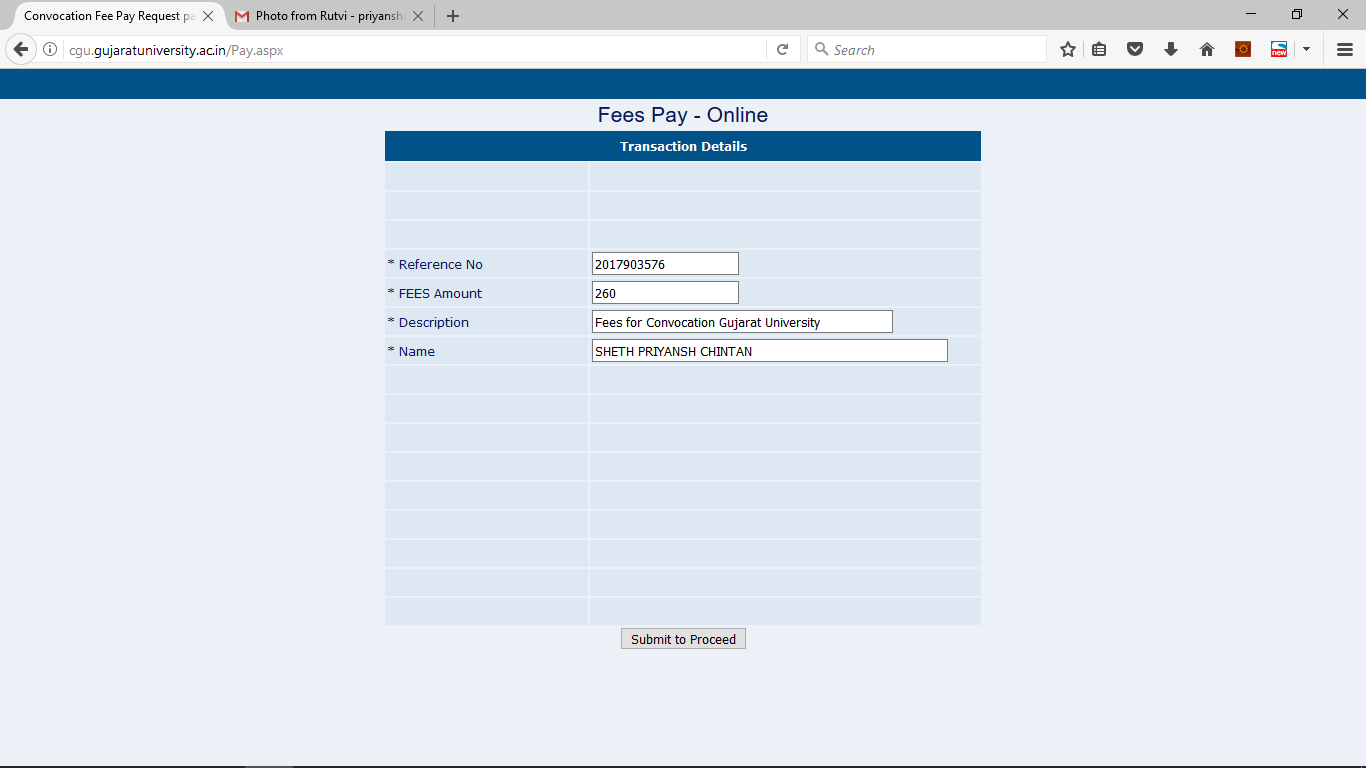 Convocation Fee Pay Request pa
Photo from Rutvi - priyansh
cgu.gujaratuniversity.ac.in/Pay.aspx
Search
new
Fees Pay - Online
Transaction Details
* Reference No 2017903576
* FEES Amount 260
* Description Fees for Convocation Gujarat University
* Name SHETH PRIYANSH CHINTAN
Submit to Proceed